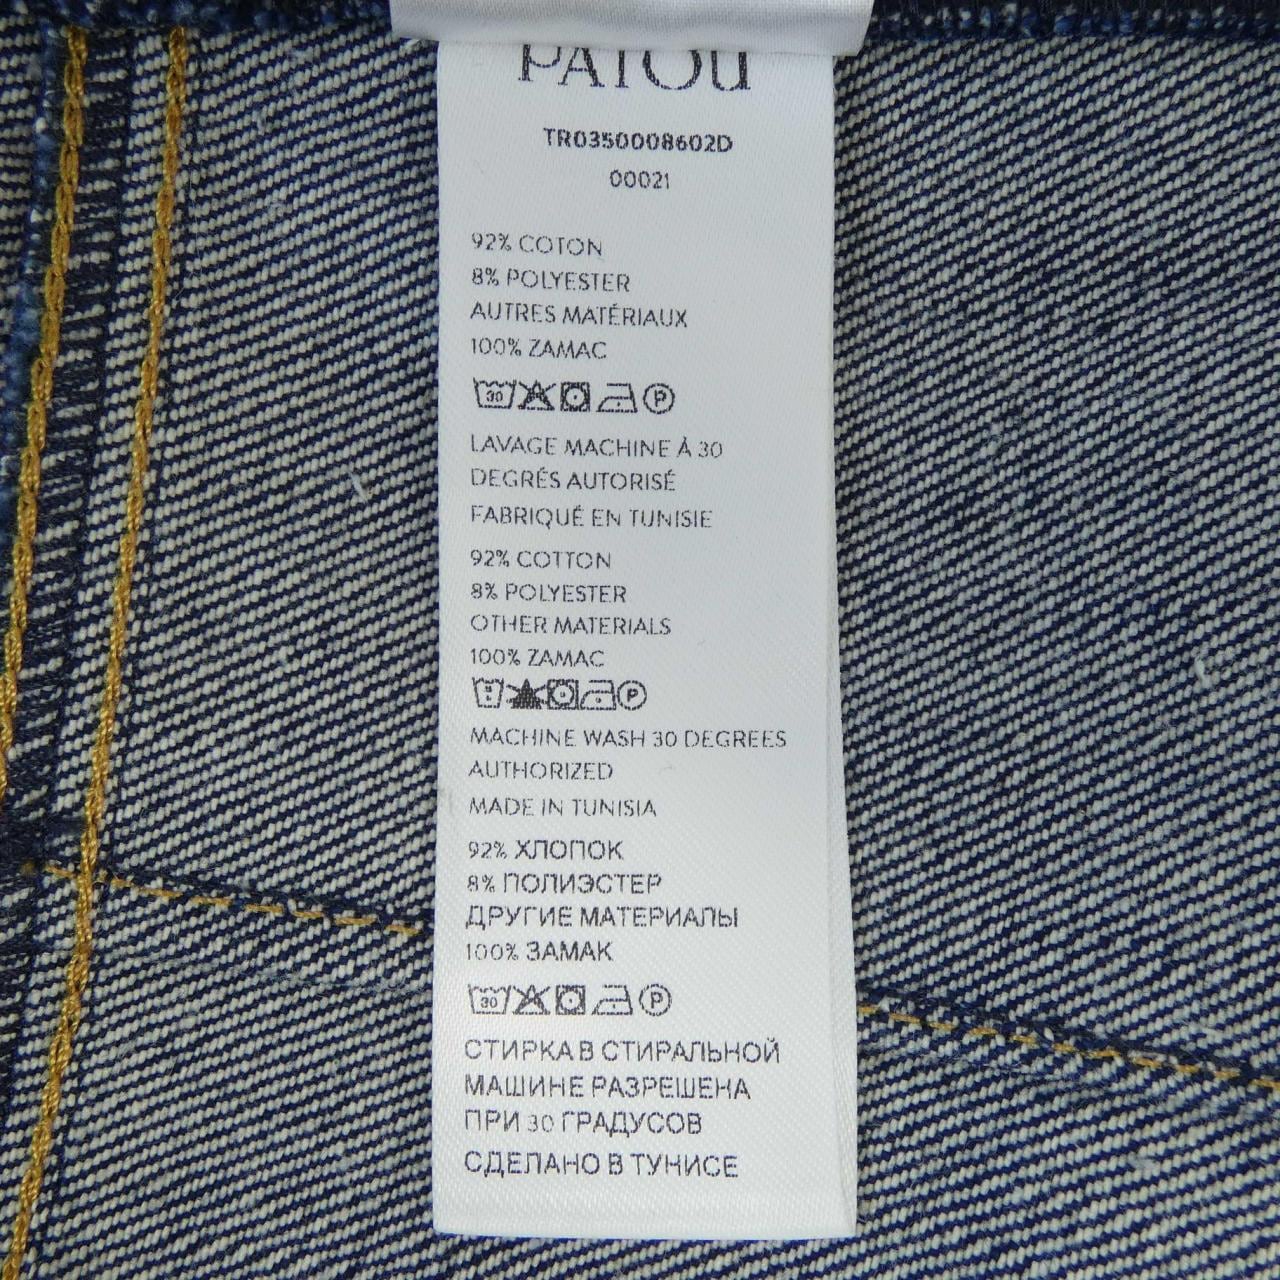 PATOU
TR0350008602D
00021
92% COTON
8% POLYESTER
AUTRES MATÉRIAUX
100% ZAMAC
30 P
LAVAGE MACHINE À 30
DEGRÉS AUTORISÉ
FABRIQUÉ EN TUNISIE
92% COTTON
8% POLYESTER
OTHER MATERIALS
100% ZAMAC
P
MACHINE WASH 30 DEGREES
AUTHORIZED
MADE IN TUNISIA
92% ХЛОПОК
8% ПОЛИЭСТЕР
ДРУГИЕ МАТЕРИАЛЫ
100% ЗАМАК
30 P
СТИРКА В СТИРАЛЬНОЙ
МАШИНЕ РАЗРЕШЕНА
ПРИ 30 ГРАДУСОВ
СДЕЛАНО В ТУНИСЕ